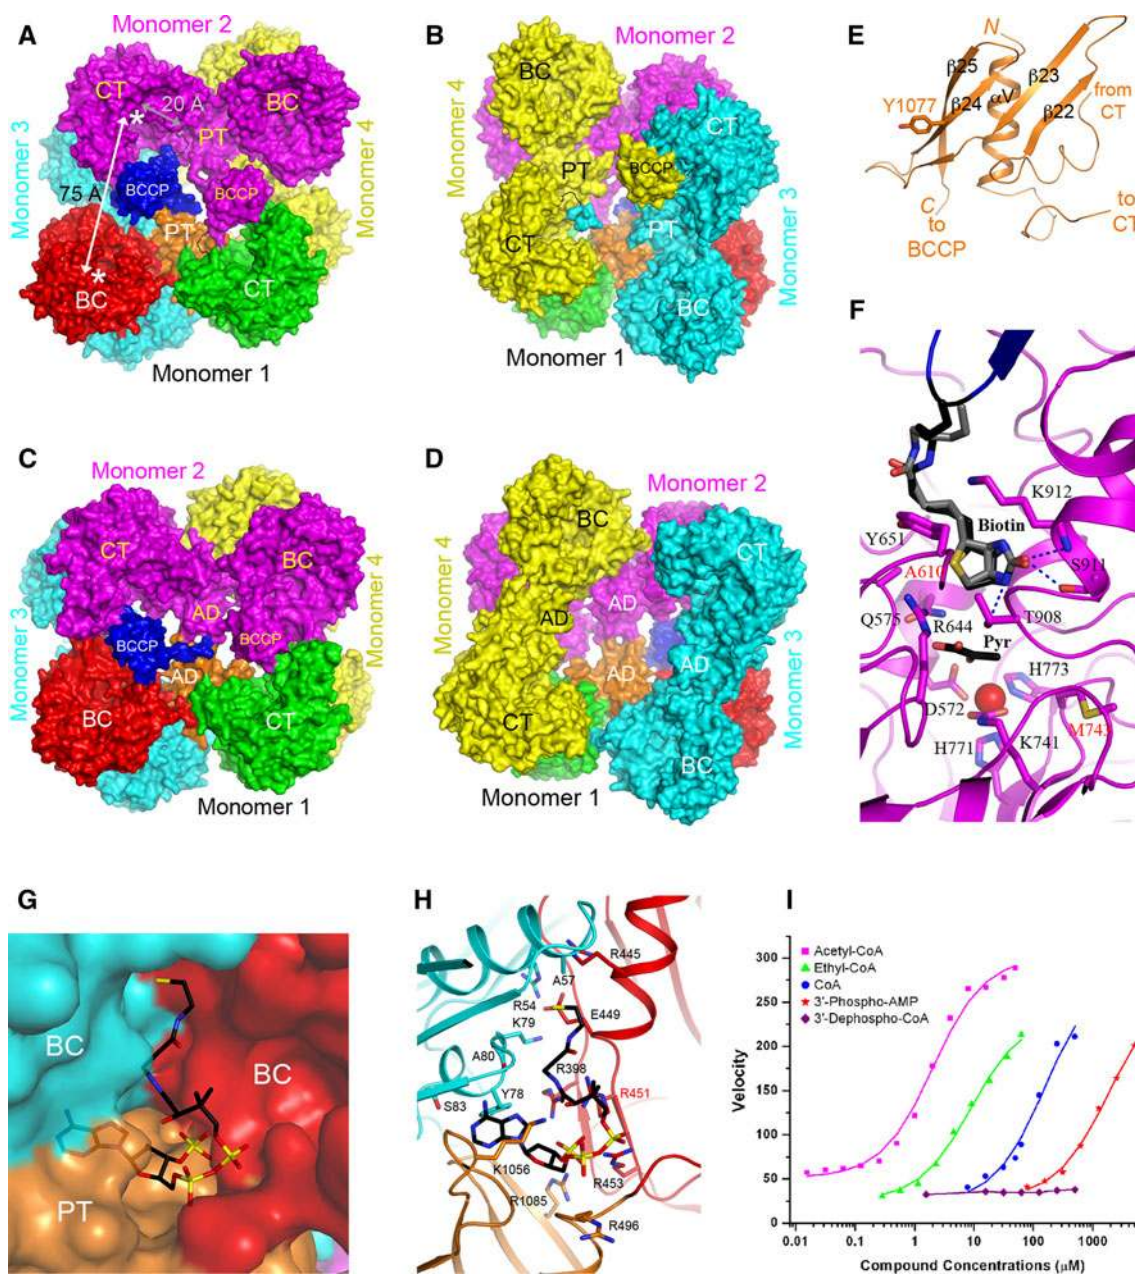 A
Monomer 2
CT
20 A
BC
PT
Monomer 3
Monomer 4
BCCP
BCCP
75 A
PT
BC
CT
Monomer 1
B
Monomer 2
BC
CT
Monomer 4
PT
BCCP
Monomer 3
CT
PT
BC
Monomer 1
E
N
β25
β23
αV
from
CT
Y1077
β24
β22
C
to
BCCP
to
CT
C
Monomer 2
CT
BC
AD
Monomer 3
Monomer 4
BCCP
BCCP
AD
BC
CT
Monomer 1
D
Monomer 2
BC
CT
Monomer 4
AD
AD
Monomer 3
AD
AD
CT
BC
Monomer 1
F
K912
Biotin
Y651
S911
A610
Q575
R644
T908
Pyr
H773
D572
M743
H771
K741
G
BC
BC
PT
H
R445
A57
R54
E449
K79
A80
R398
R451
S83
Y78
K1056
R453
R1085
R496
I
Acetyl-CoA
Ethyl-CoA
CoA
3'-Phospho-AMP
3'-Dephospho-CoA
300
250
200
150
100
50
0
Velocity
0.01
0.1
1
10
100
1000
Compound Concentrations (μM)